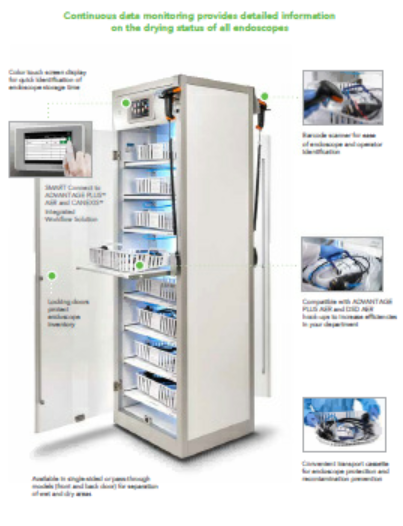 Continuous data monitoring provides detailed information
on the drying status of all endoscopes
Color touch screen display
for quick identification of
endoscope storage time
Barcode scanner for ease
of endoscope and operator
identification
SMART Connect to
ADVANTAGE PLUS™
AER and CANEXIS™
Integrated
Workflow Solution
Locking doors
protect
endoscope
inventory
Compatible with ADVANTAGE
PLUS AER and DSD AER
hook-ups to increase efficiencies
in your department
Convenient transport cassette
for endoscope protection and
recontamination prevention
Available in single-sided or pass-through
models (front and back door) for separation
of wet and dry areas